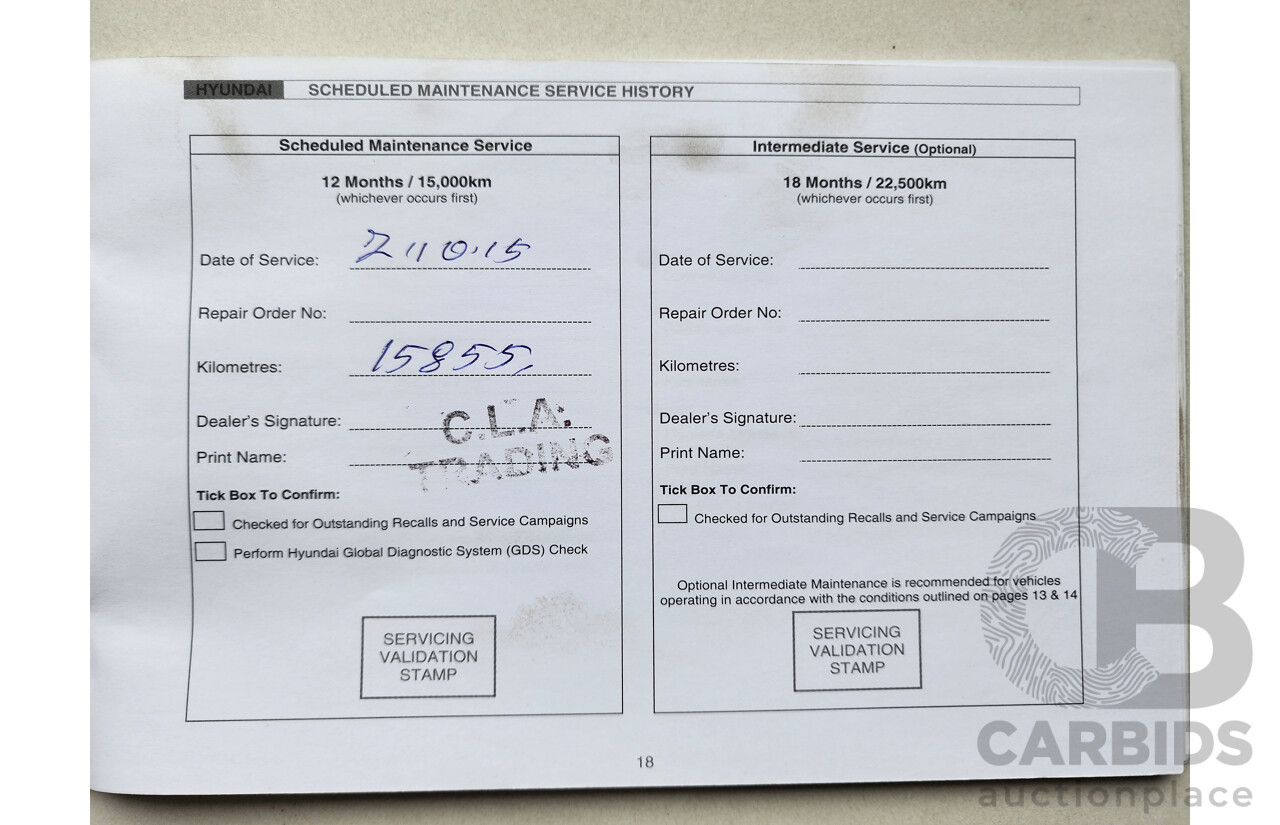 HYUNDAI SCHEDULED MAINTENANCE SERVICE HISTORY
Scheduled Maintenance Service
12 Months / 15,000km
(whichever occurs first)
Date of Service:
Repair Order No:
Kilometres: 15855
Dealer's Signature: C.L.A.
Print Name: TRADING
Tick Box To Confirm:
Checked for Outstanding Recalls and Service Campaigns
Perform Hyundai Global Diagnostic System (GDS) Check
SERVICING
VALIDATION
STAMP
Intermediate Service (Optional)
18 Months / 22,500km
(whichever occurs first)
Date of Service:
Repair Order No:
Kilometres:
Dealer's Signature:
Print Name:
Tick Box To Confirm:
Checked for Outstanding Recalls and Service Campaigns
Optional Intermediate Maintenance is recommended for vehicles
operating in accordance with the conditions outlined on pages 13 & 14
SERVICING
VALIDATION
STAMP
18
CB
CARBIDS
auctionplace